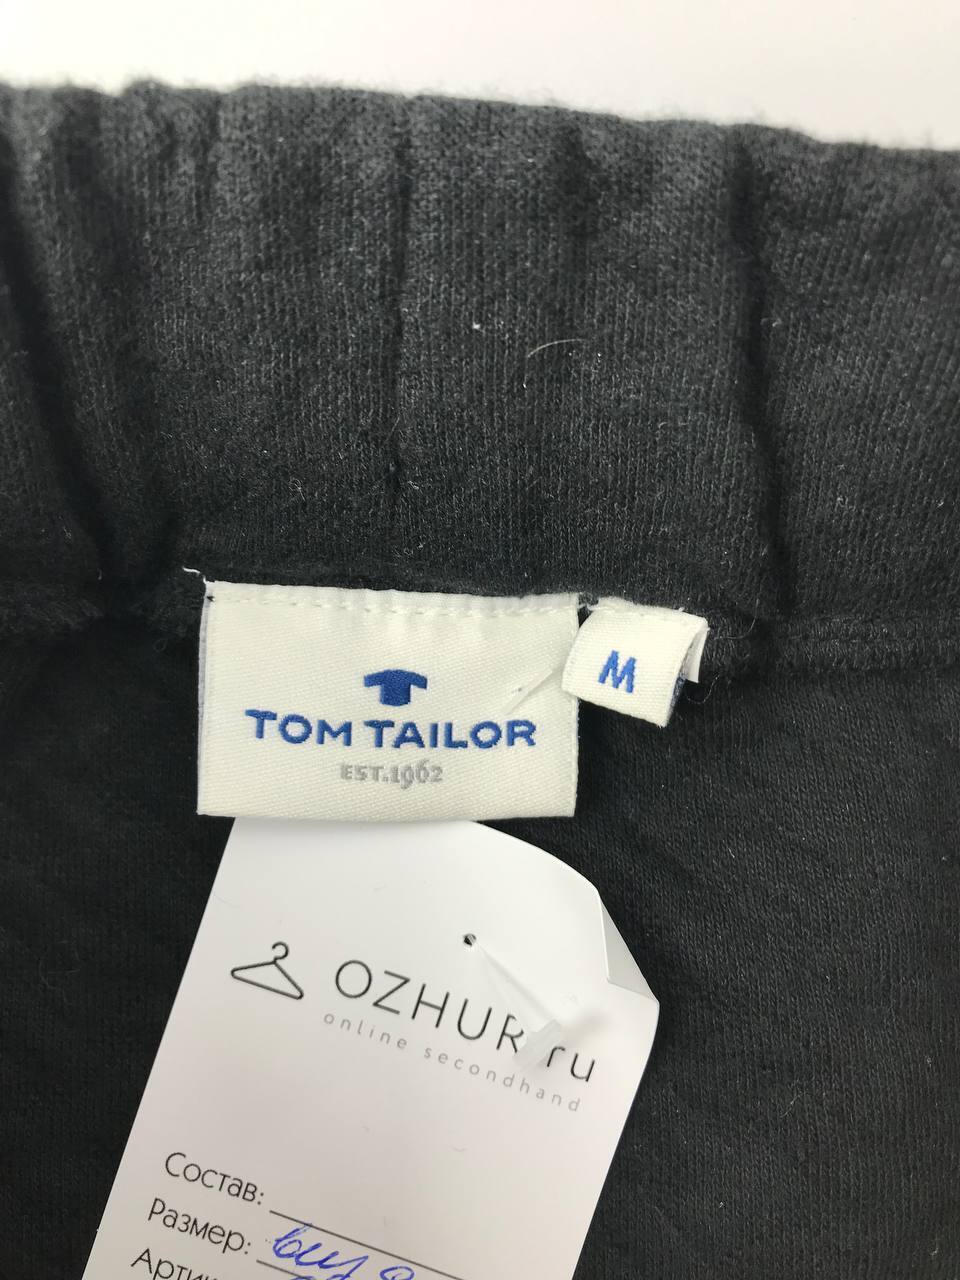 TOM TAILOR
EST.1962
M
OZHUR.ru
online secondhand
Состав:
Размер: